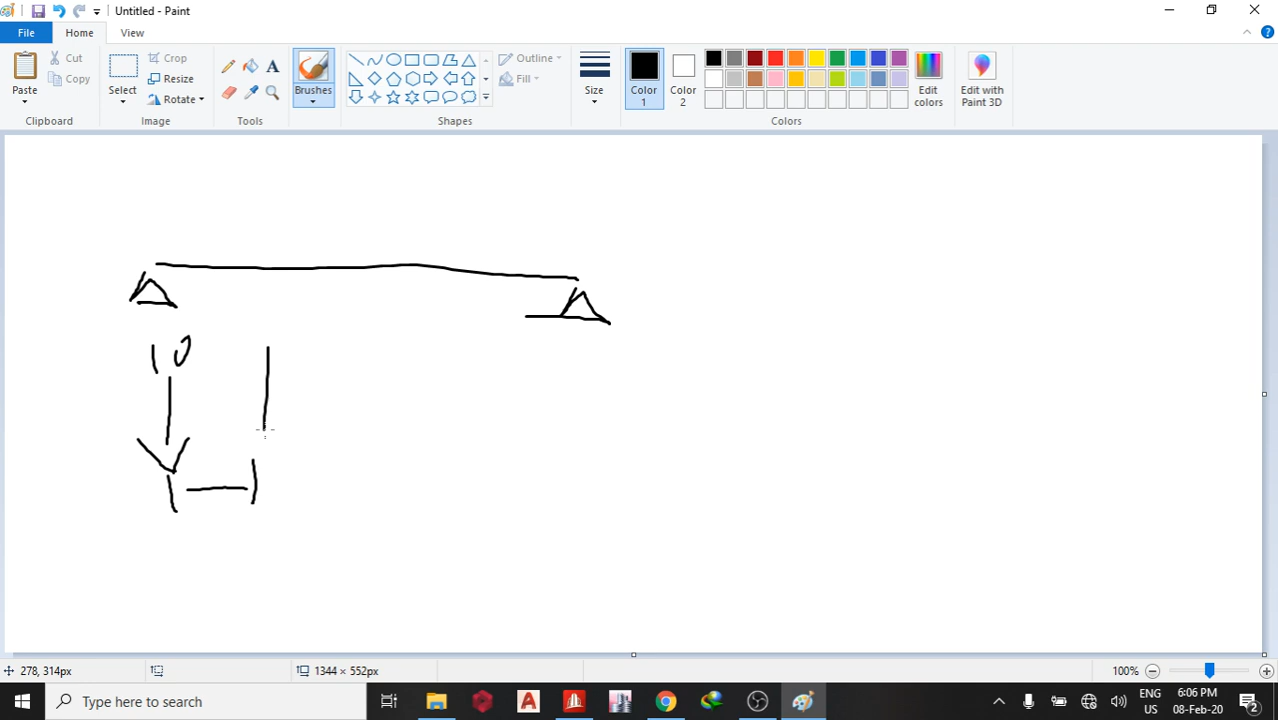 Untitled - Paint
File
Home
View
Paste
Cut
Copy
Clipboard
Select
Crop
Resize
Rotate
Image
Tools
Brushes
Outline
Fill
Shapes
Size
Color 1
Color 2
Edit colors
Edit with Paint 3D
Colors
10
278, 314px
1344 × 552px
100%
Type here to search
ENG
US
6:06 PM
08-Feb-20
2